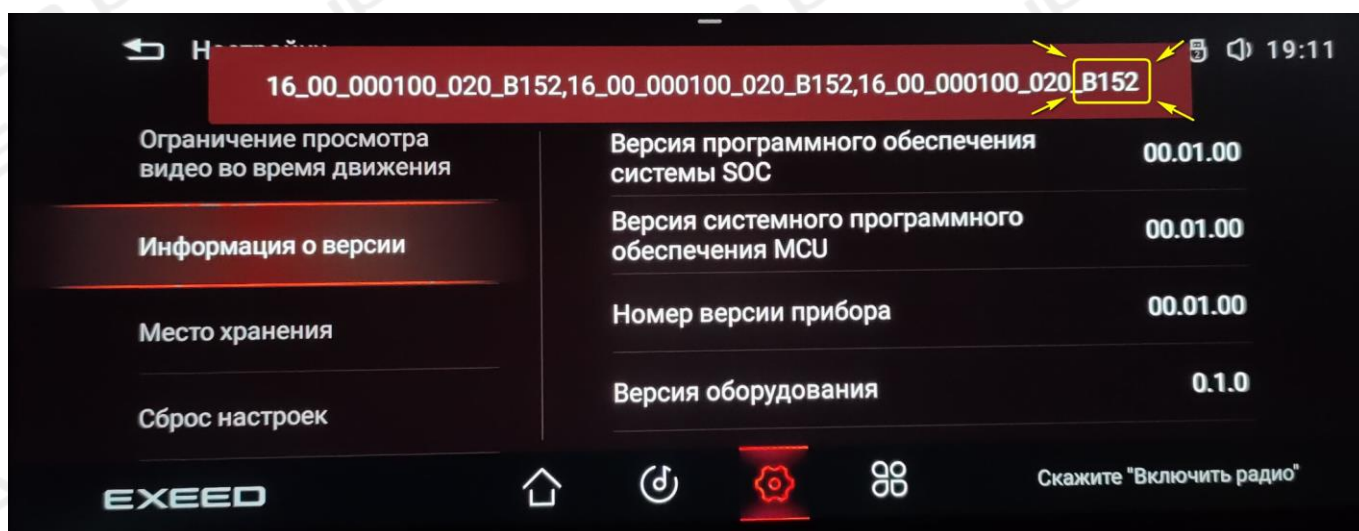 19:11
16_00_000100_020_B152,16_00_000100_020_B152,16_00_000100_020_B152
Ограничение просмотра
видео во время движения
Информация о версии
Место хранения
Сброс настроек
Версия программного обеспечения
системы SOC
00.01.00
Версия системного программного
обеспечения MCU
00.01.00
Номер версии прибора
00.01.00
Версия оборудования
0.1.0
EXEED
Скажите "Включить радио"